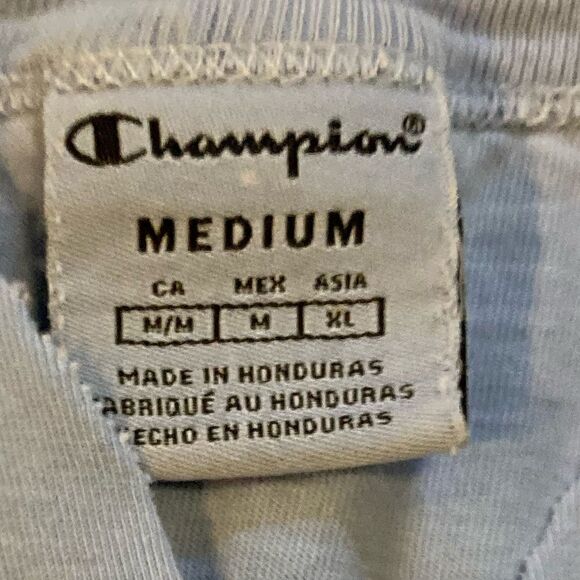 Champion®
MEDIUM
CA MEX ASIA
M/M M XL
MADE IN HONDURAS
ABRIQUÉ AU HONDURAS
ECHO EN HONDURAS